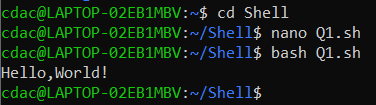 cdac@LAPTOP-02EB1MBV:~$ cd Shell
cdac@LAPTOP-02EB1MBV:~/Shell$ nano Q1.sh
cdac@LAPTOP-02EB1MBV:~/Shell$ bash Q1.sh
Hello,World!
cdac@LAPTOP-02EB1MBV:~/Shell$